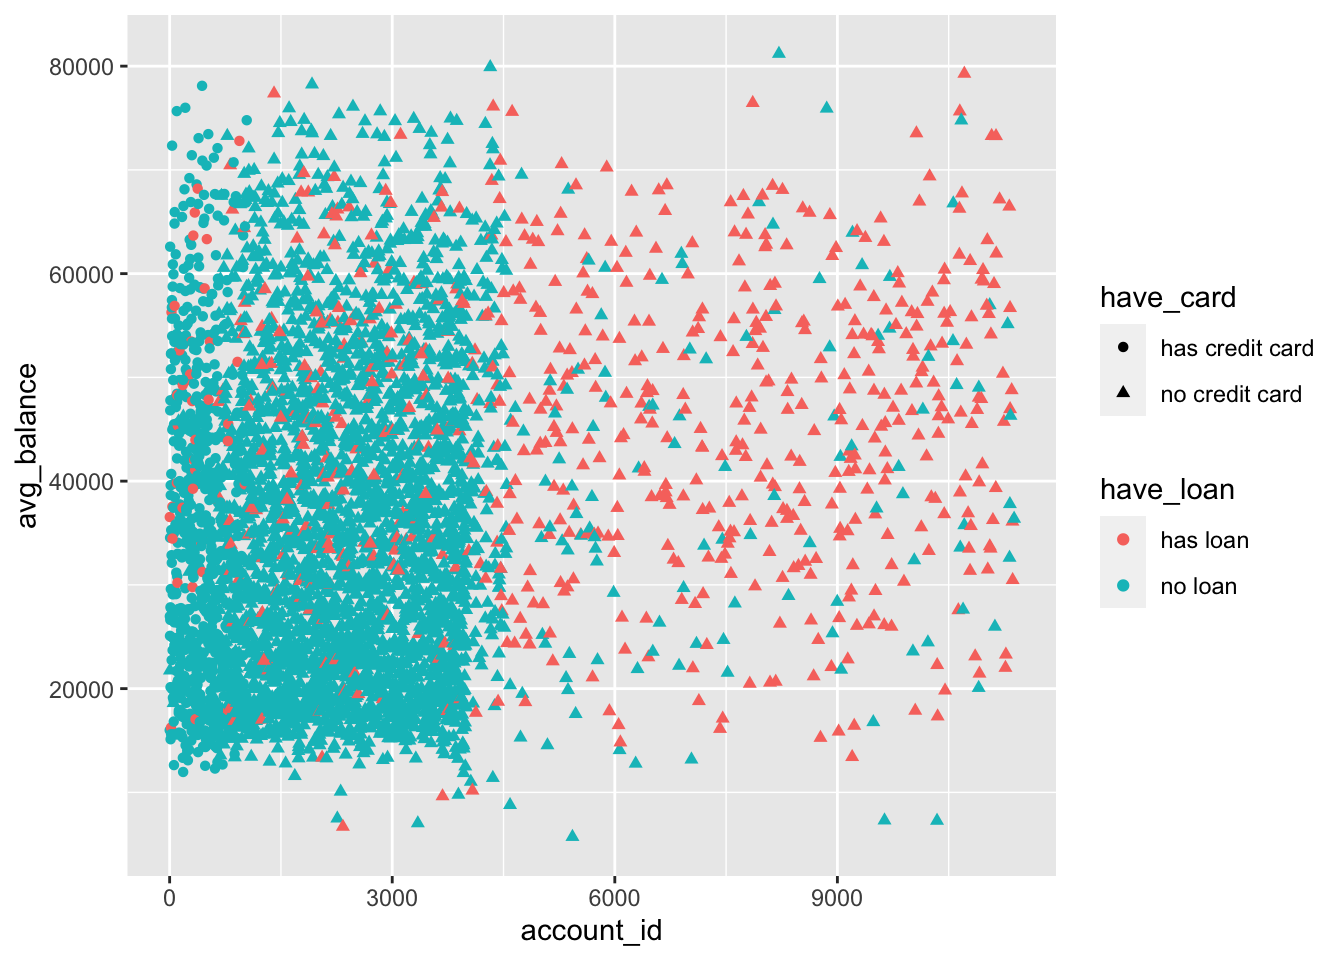 80000
60000
40000
20000
avg_balance
0
3000
6000
9000
account_id
have_card
has credit card
no credit card
have_loan
has loan
no loan